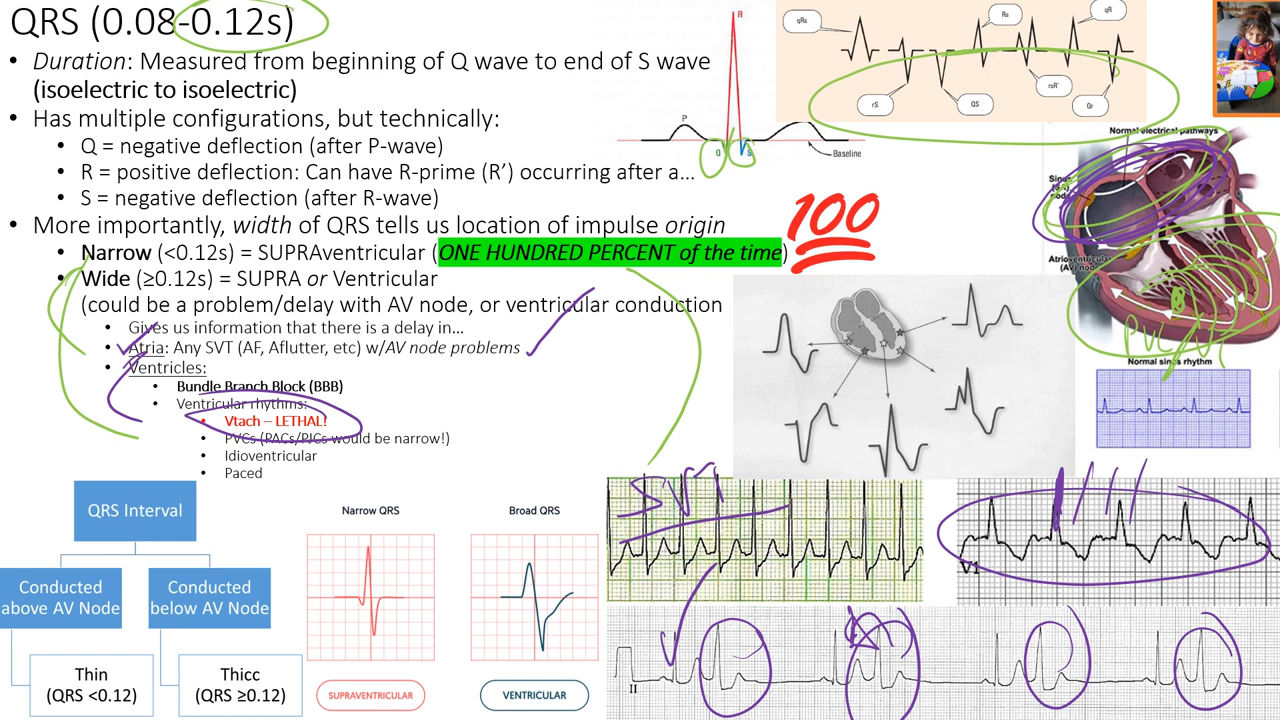 QRS (0.08-0.12s)
• Duration: Measured from beginning of Q wave to end of S wave
(isoelectric to isoelectric)
• Has multiple configurations, but technically:
• Q = negative deflection (after P-wave)
• R = positive deflection: Can have R-prime (R’) occurring after a…
• S = negative deflection (after R-wave)
• More importantly, width of QRS tells us location of impulse origin
• Narrow (<0.12s) = SUPRAventricular (ONE HUNDRED PERCENT of the time)
• Wide (≥0.12s) = SUPRA or Ventricular
(could be a problem/delay with AV node, or ventricular conduction
• Gives us information that there is a delay in…
• Atria: Any SVT (AF, Aflutter, etc) w/AV node problems
• Ventricles:
• Bundle Branch Block (BBB)
• Ventricular rhythms:
• Vtach – LETHAL!
• PVCs (PACs/PJCs would be narrow!)
• Idioventricular
• Paced
R
P
Q
S
Baseline
qRs
Rs
qR
rS
QS
rsR'
Qr
100
Normal electrical pathways
Sinus
(SA)
node
Atrioventricular
(AV) node
PVC
Normal sinus rhythm
QRS Interval
Conducted
above AV Node
Conducted
below AV Node
Thin
(QRS <0.12)
Thicc
(QRS ≥0.12)
Narrow QRS
SUPRAVENTRICULAR
Broad QRS
VENTRICULAR
SVT
V1
II